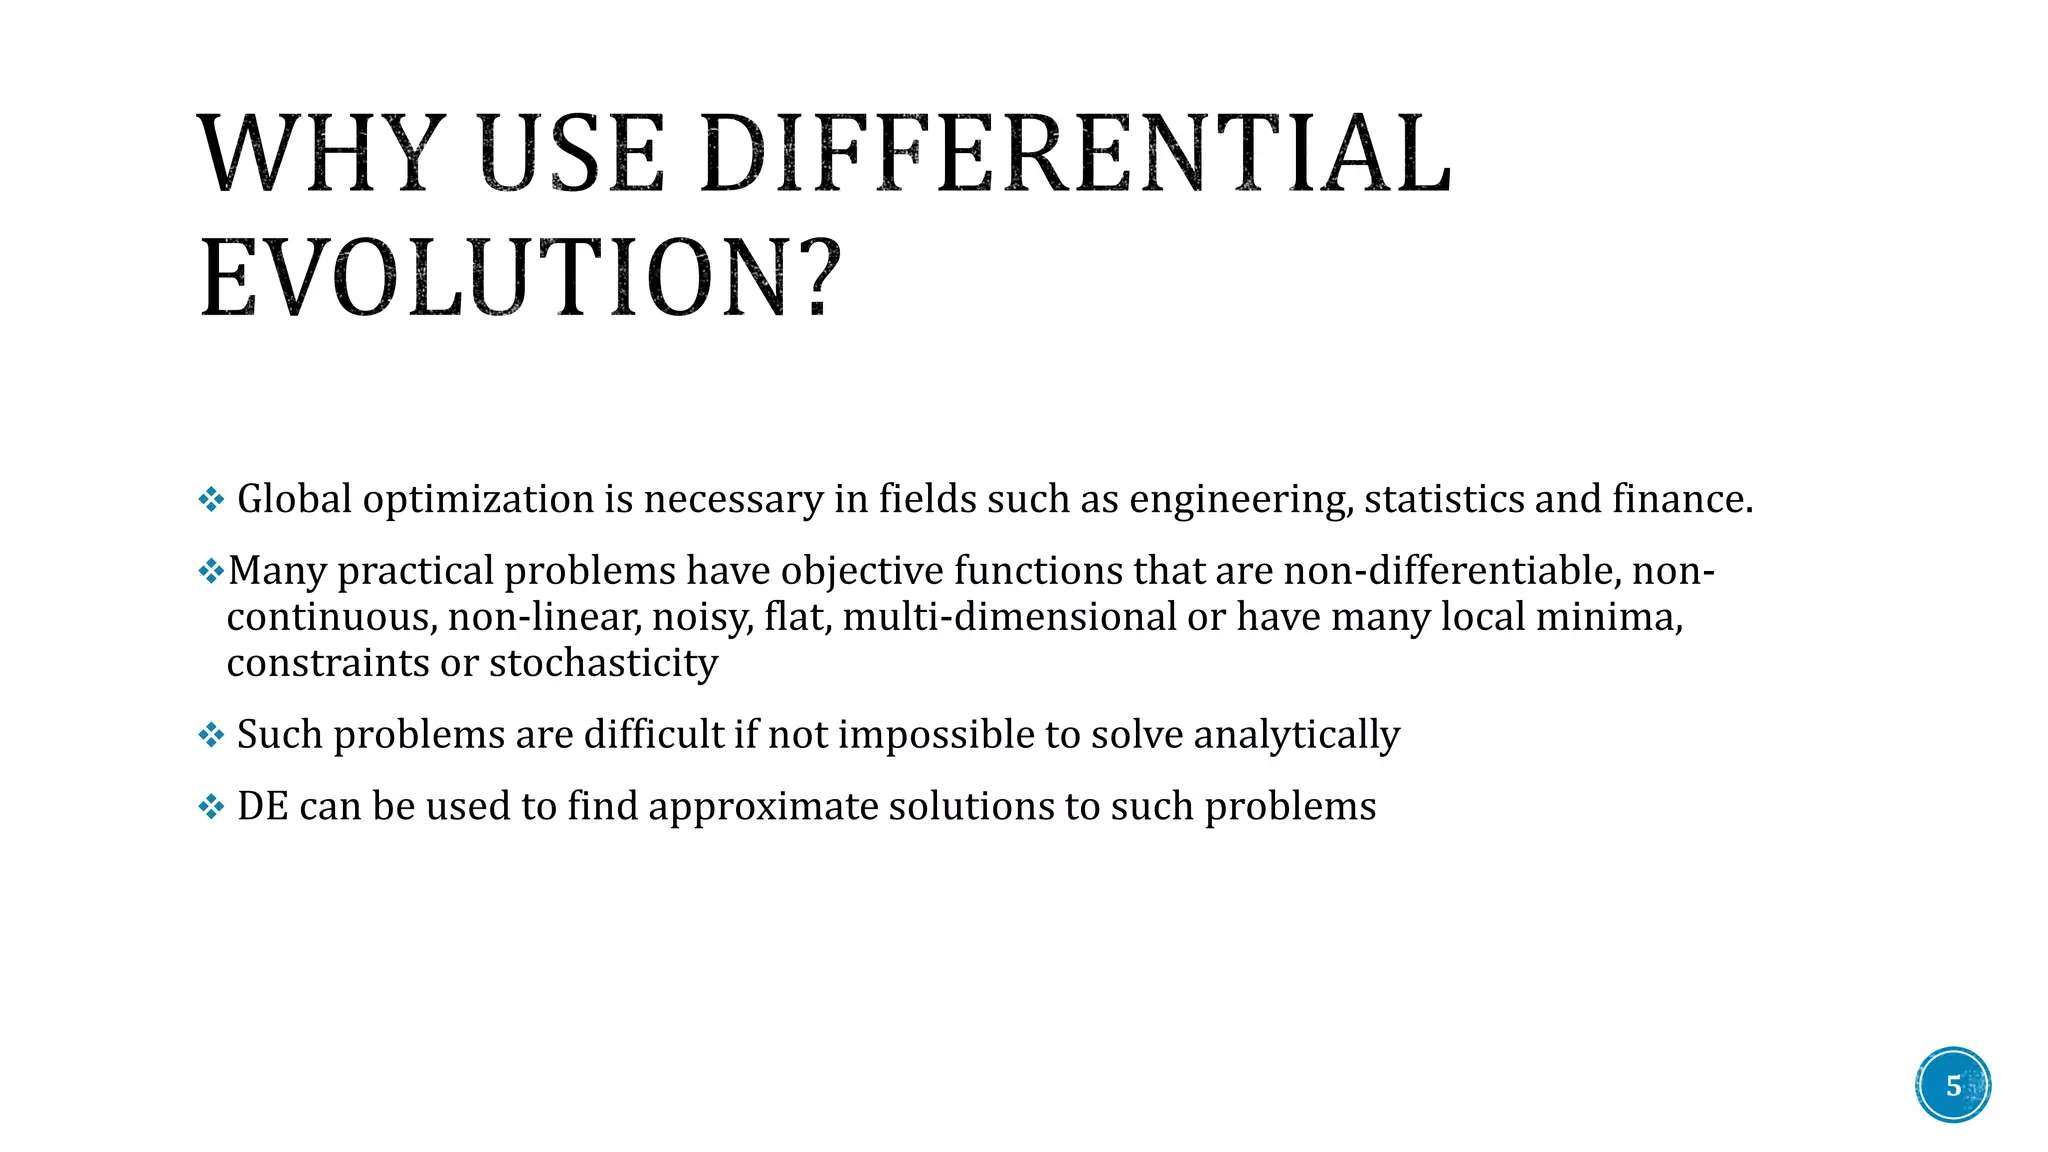 WHY USE DIFFERENTIAL
EVOLUTION?
❖ Global optimization is necessary in fields such as engineering, statistics and finance.
❖Many practical problems have objective functions that are non-differentiable, non-
continuous, non-linear, noisy, flat, multi-dimensional or have many local minima,
constraints or stochasticity
❖ Such problems are difficult if not impossible to solve analytically
❖ DE can be used to find approximate solutions to such problems
5